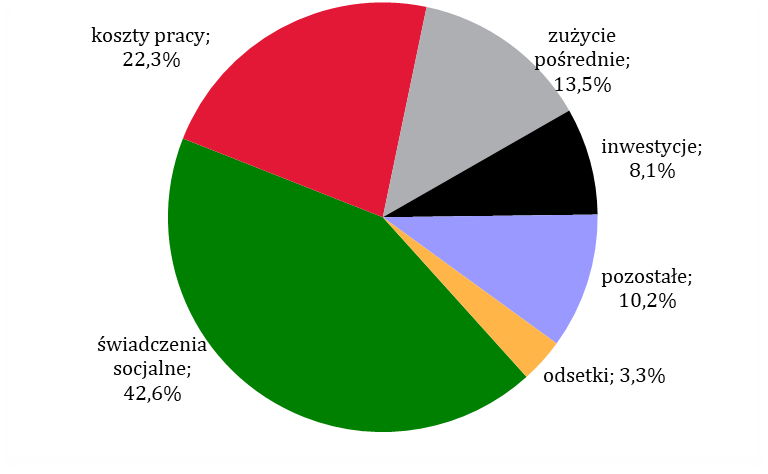 koszty pracy;
22,3%
zużycie
pośrednie;
13,5%
inwestycje;
8,1%
pozostałe;
10,2%
odsetki; 3,3%
świadczenia
socjalne;
42,6%